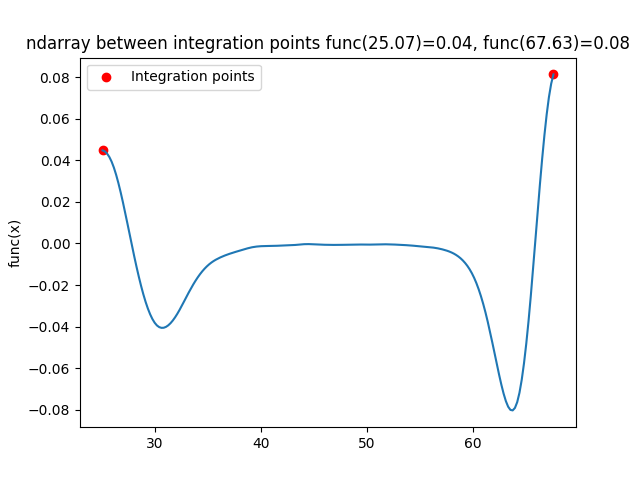 ndarray between integration points func(25.07)=0.04, func(67.63)=0.08
Integration points
func(x)
0.08
0.06
0.04
0.02
0.00
−0.02
−0.04
−0.06
−0.08
30 40 50 60